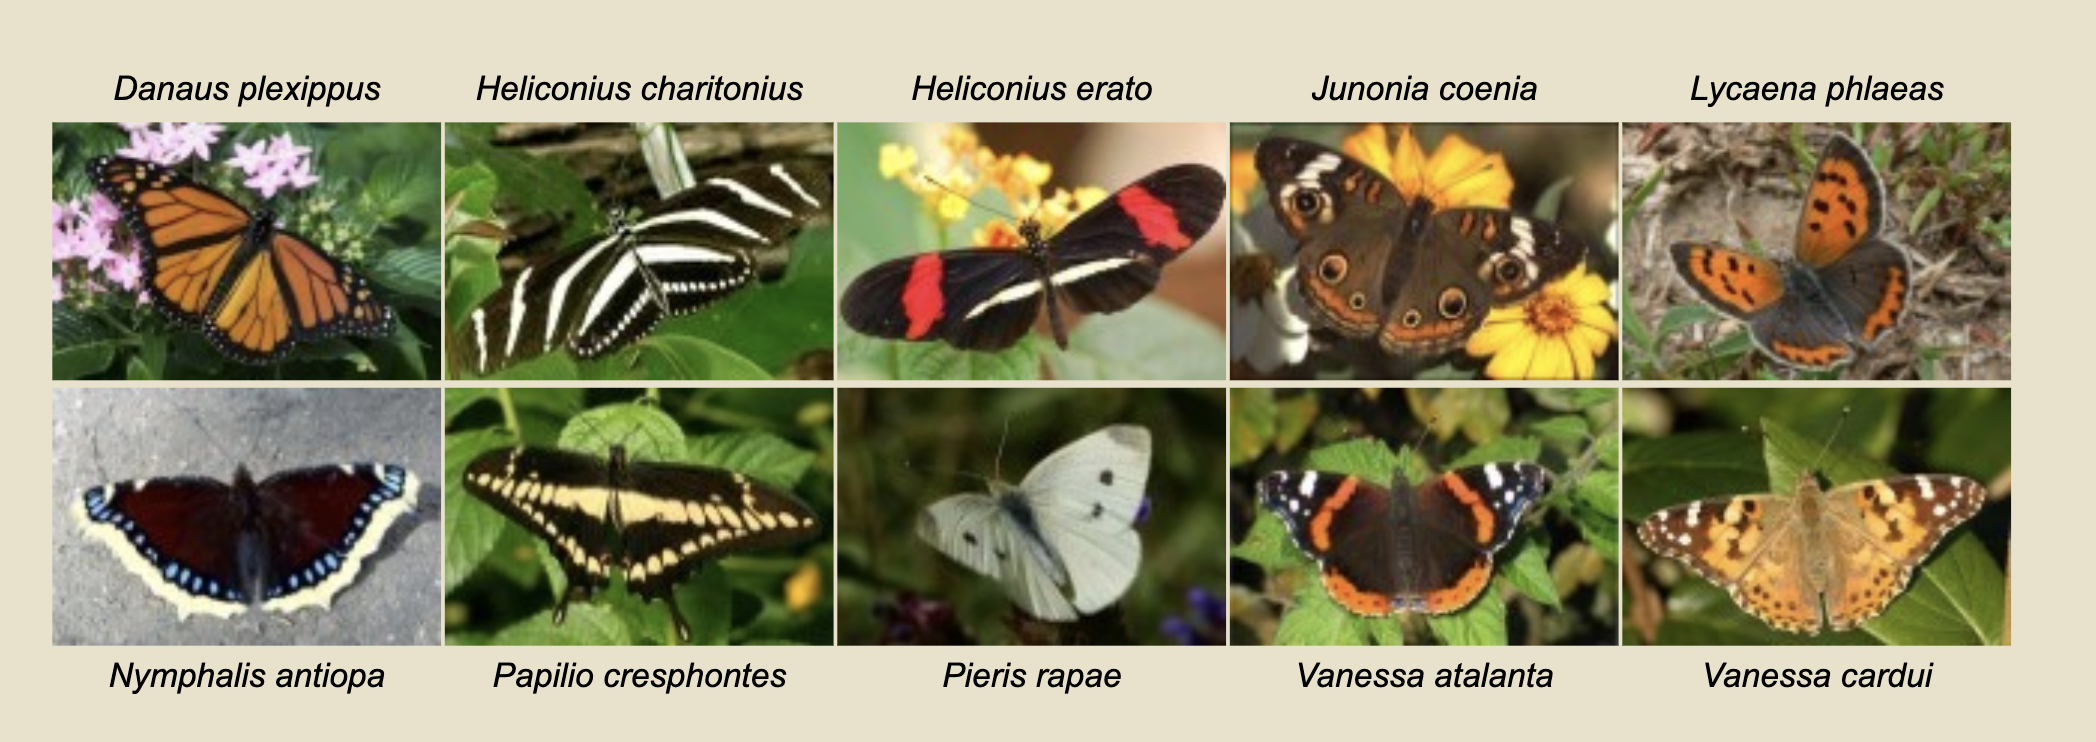 Danaus plexippus
Heliconius charitonius
Heliconius erato
Junonia coenia
Lycaena phlaeas
Nymphalis antiopa
Papilio cresphontes
Pieris rapae
Vanessa atalanta
Vanessa cardui